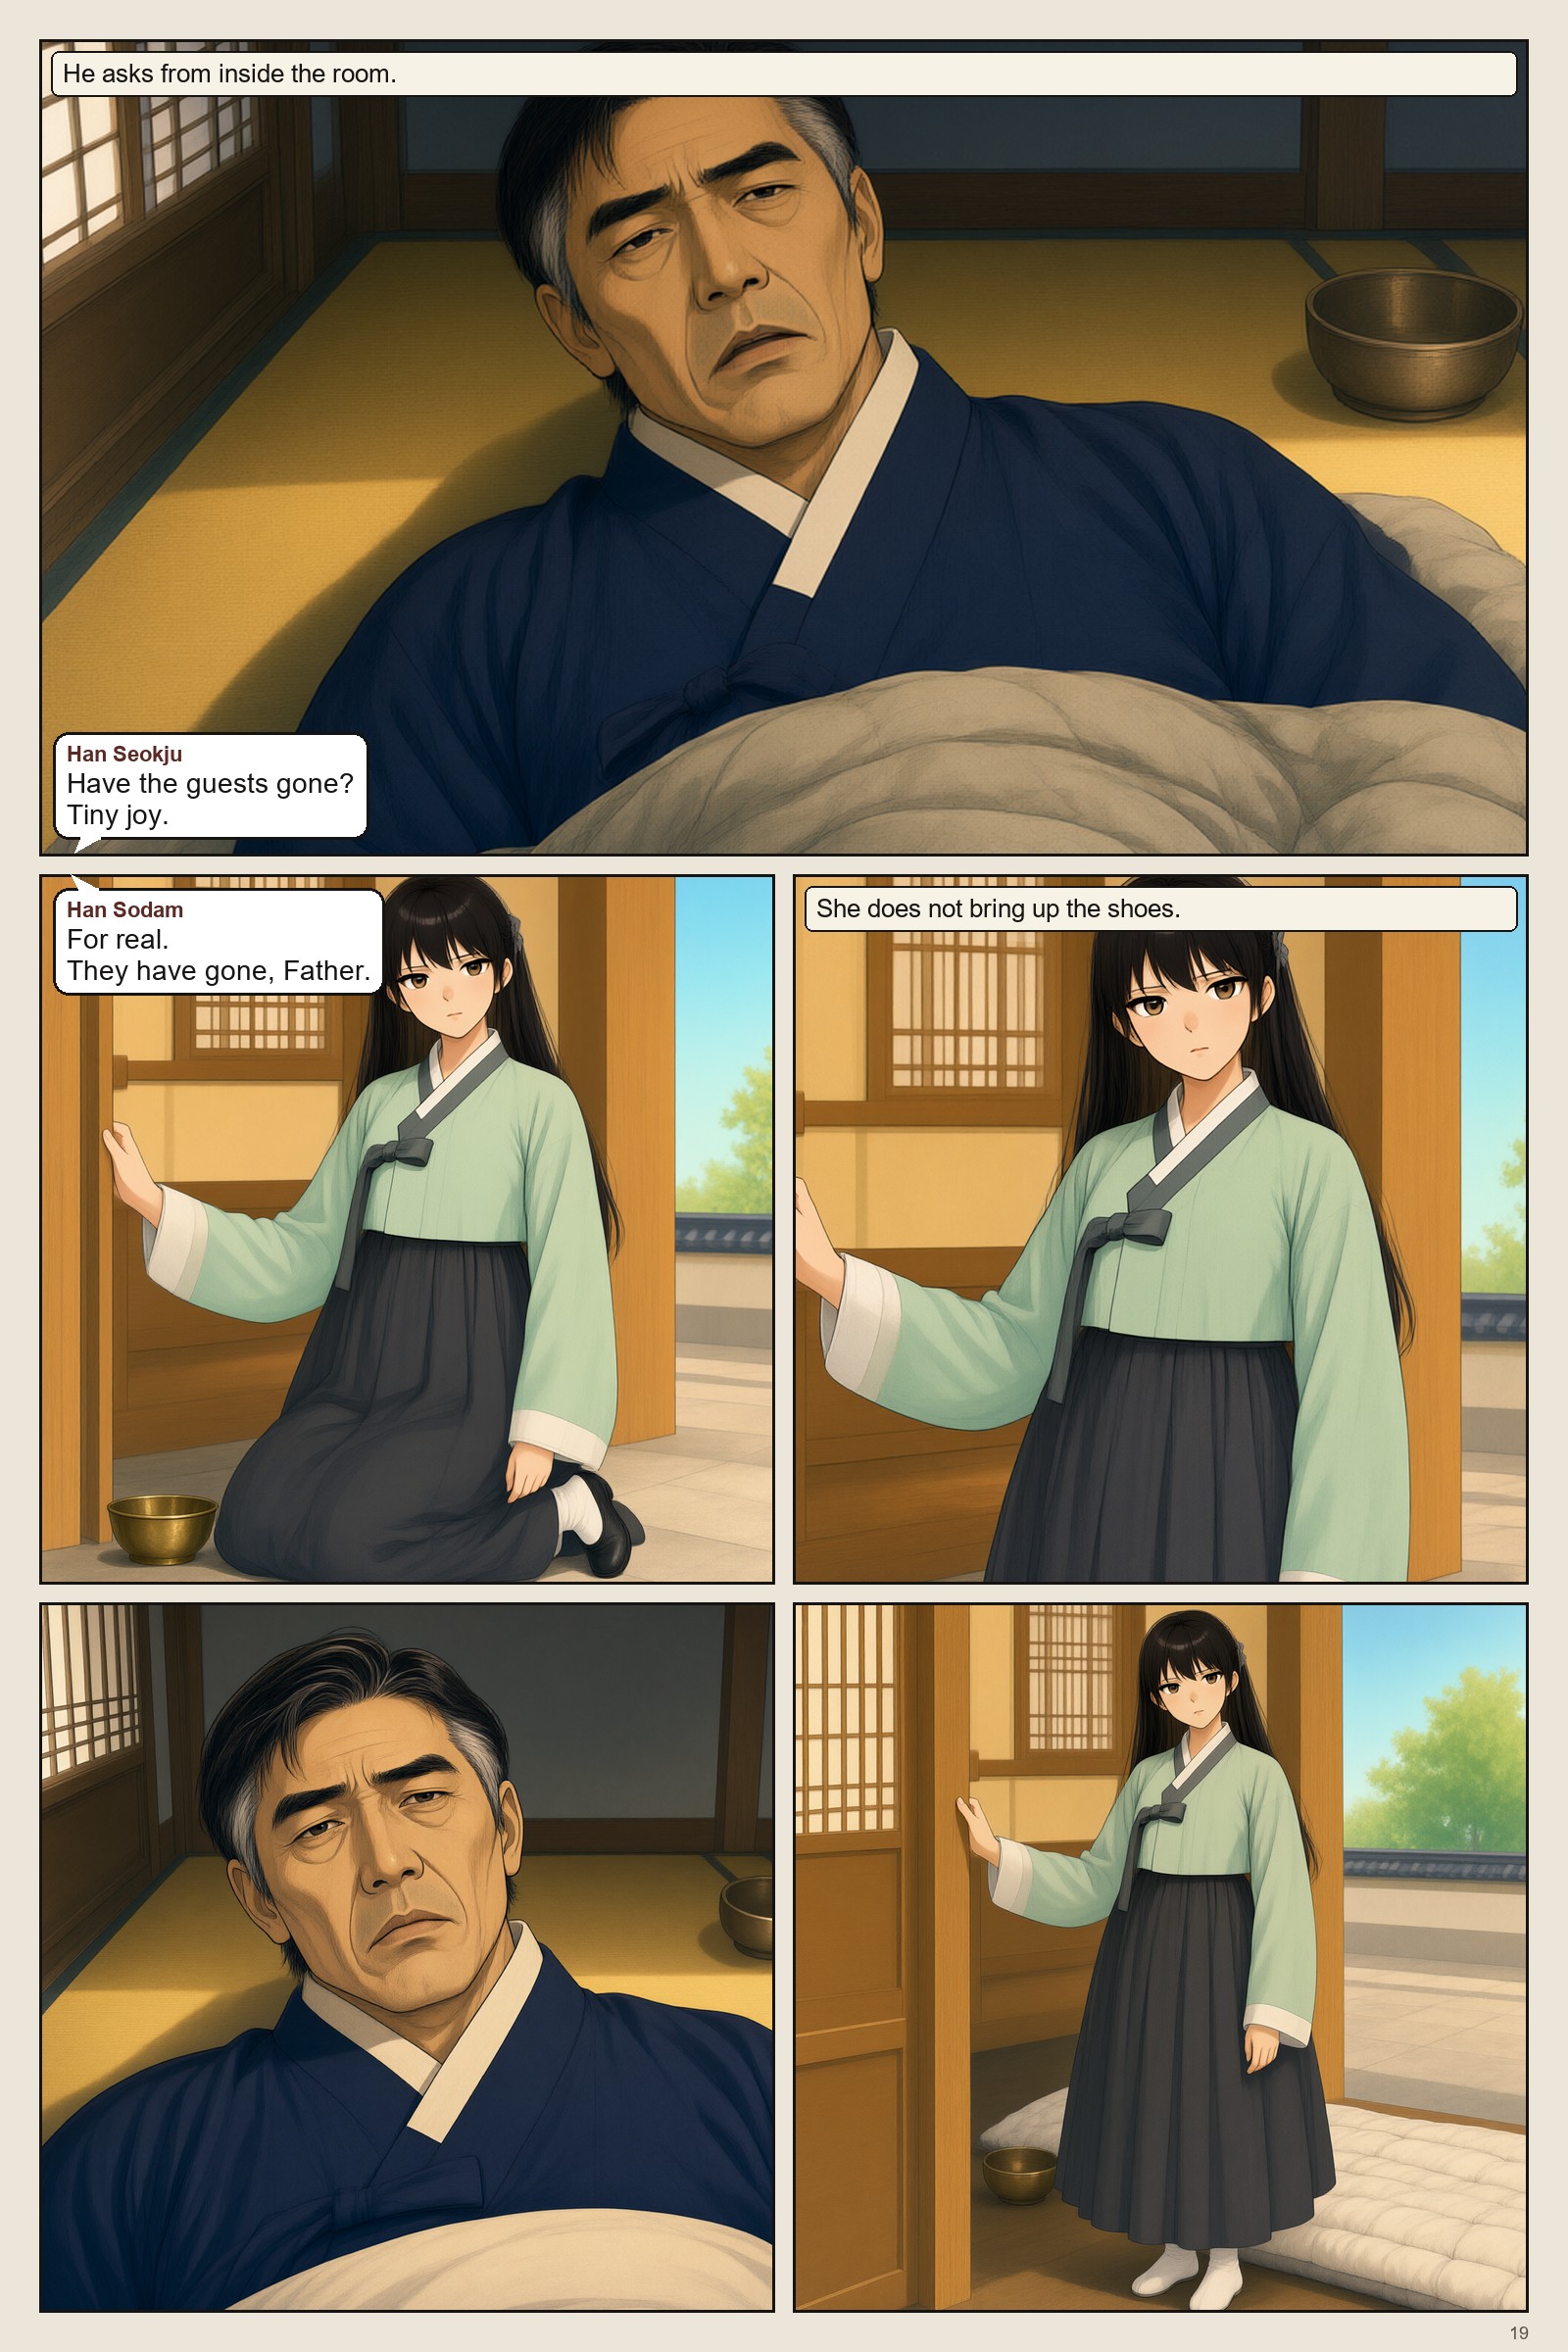 He asks from inside the room.
Han Seokju
Have the guests gone?
Tiny joy.
Han Sodam
For real.
They have gone, Father.
She does not bring up the shoes.
19